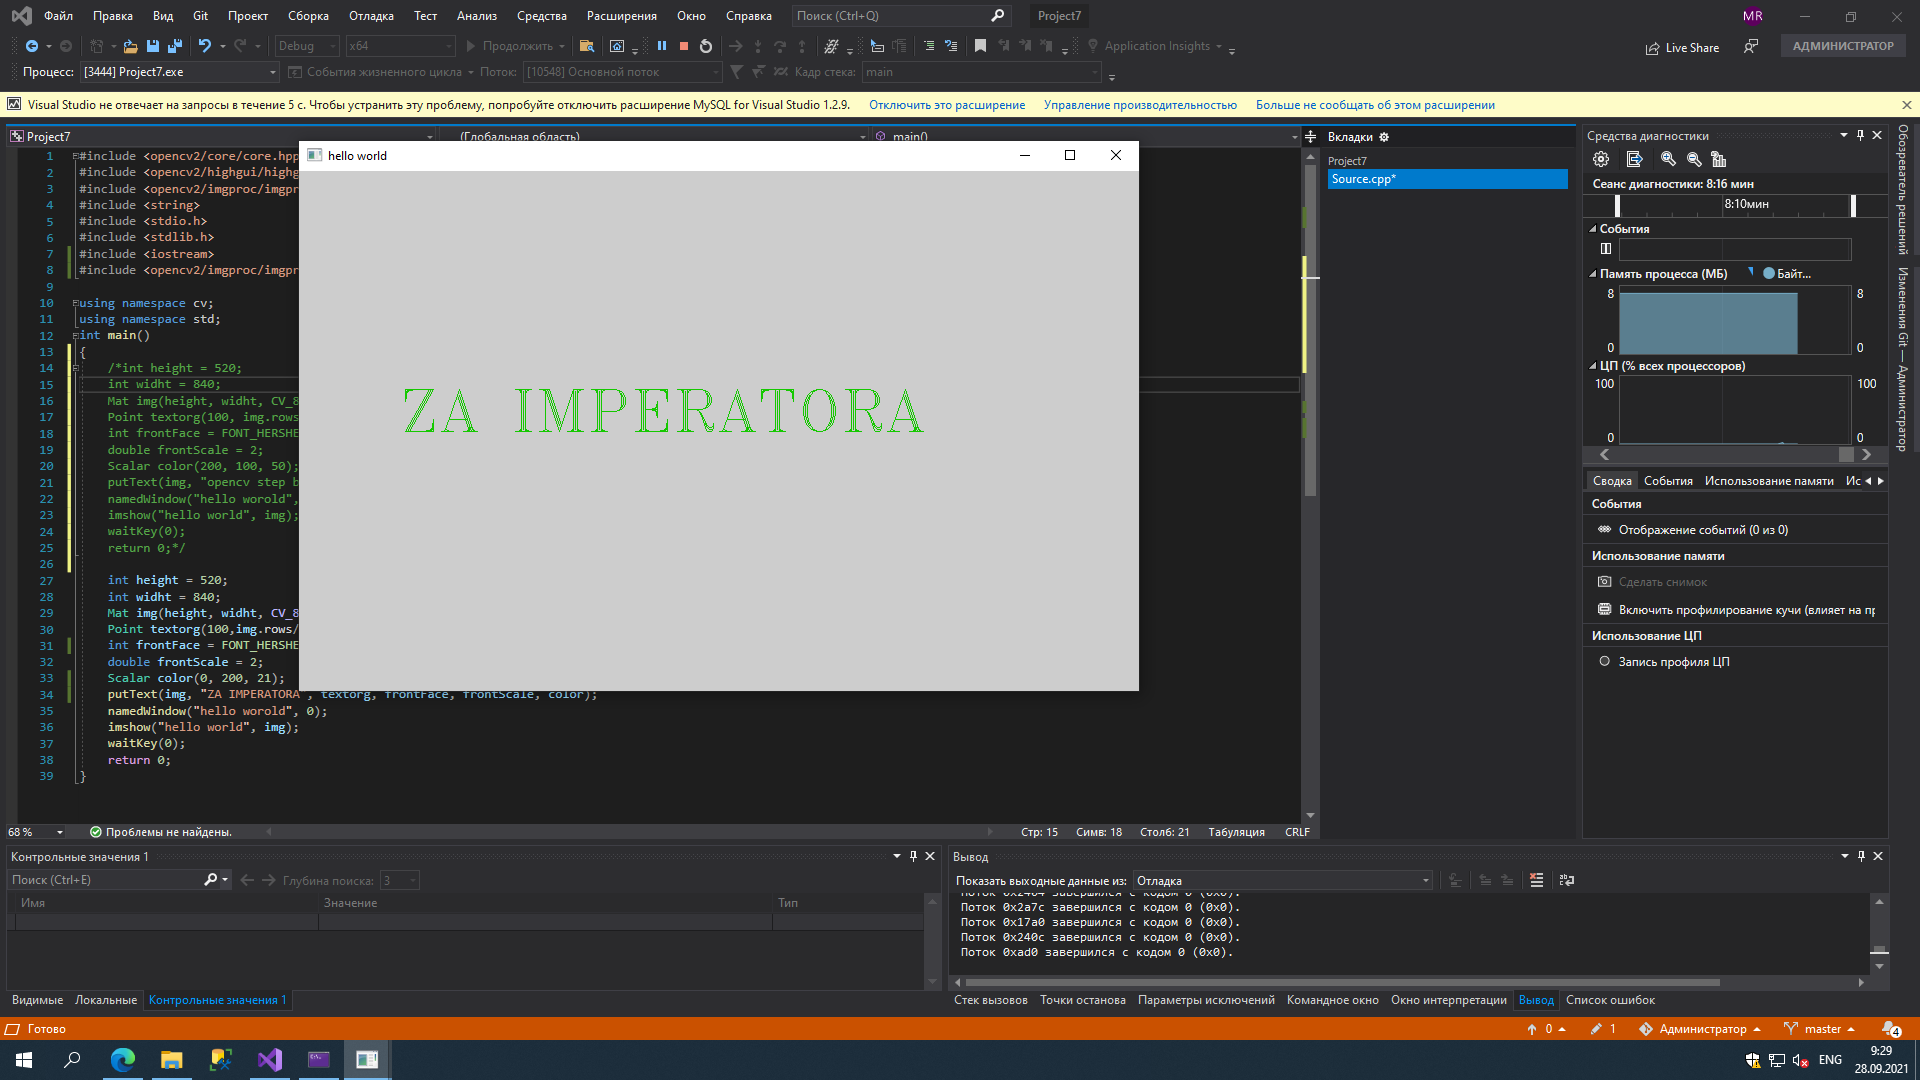 Файл Правка Вид Git Проект Сборка Отладка Тест Анализ Средства Расширения Окно Справка Поиск (Ctrl+Q) Project7 MR
Debug x64 Продолжить Application Insights Live Share АДМИНИСТРАТОР
Процесс: [3444] Project7.exe События жизненного цикла Поток: [10548] Основной поток Кадр стека: main
Visual Studio не отвечает на запросы в течение 5 с. Чтобы устранить эту проблему, попробуйте отключить расширение MySQL for Visual Studio 1.2.9. Отключить это расширение Управление производительностью Больше не сообщать об этом расширении
Project7 (Глобальная область) main()
hello world
ZA IMPERATORA
1 #include <opencv2/core/core.hpp
2 #include <opencv2/highgui/highg
3 #include <opencv2/imgproc/imgpr
4 #include <string>
5 #include <stdio.h>
6 #include <stdlib.h>
7 #include <iostream>
8 #include <opencv2/imgproc/imgpr
9
10 using namespace cv;
11 using namespace std;
12 int main()
13 {
14 /*int height = 520;
15 int widht = 840;
16 Mat img(height, widht, CV_8
17 Point textorg(100, img.rows
18 int frontFace = FONT_HERSHE
19 double frontScale = 2;
20 Scalar color(200, 100, 50);
21 putText(img, "opencv step b
22 namedWindow("hello worold",
23 imshow("hello world", img);
24 waitKey(0);
25 return 0;*/
26
27 int height = 520;
28 int widht = 840;
29 Mat img(height, widht, CV_8
30 Point textorg(100,img.rows/
31 int frontFace = FONT_HERSHE
32 double frontScale = 2;
33 Scalar color(0, 200, 21);
34 putText(img, "ZA IMPERATORA", textorg, frontFace, frontScale, color);
35 namedWindow("hello worold", 0);
36 imshow("hello world", img);
37 waitKey(0);
38 return 0;
39 }
68 % Проблемы не найдены. Стр: 15 Симв: 18 Столб: 21 Табуляция CRLF
Вкладки
Project7
Source.cpp*
Средства диагностики
Сеанс диагностики: 8:16 мин
8:10мин
События
Память процесса (МБ) Байт...
8 8
0 0
ЦП (% всех процессоров)
100 100
0 0
Сводка События Использование памяти Ис
События
Отображение событий (0 из 0)
Использование памяти
Сделать снимок
Включить профилирование кучи (влияет на пр
Использование ЦП
Запись профиля ЦП
Обозреватель решений
Изменения Git — Администратор
Контрольные значения 1
Поиск (Ctrl+E) Глубина поиска: 3
Имя Значение Тип
Видимые Локальные Контрольные значения 1
Вывод
Показать выходные данные из: Отладка
Поток 0x2464 завершился с кодом 0 (0x0).
Поток 0x2a7c завершился с кодом 0 (0x0).
Поток 0x17a0 завершился с кодом 0 (0x0).
Поток 0x240c завершился с кодом 0 (0x0).
Поток 0xad0 завершился с кодом 0 (0x0).
Стек вызовов Точки останова Параметры исключений Командное окно Окно интерпретации Вывод Список ошибок
Готово 0 1 Администратор master 4
ENG 9:29
28.09.2021